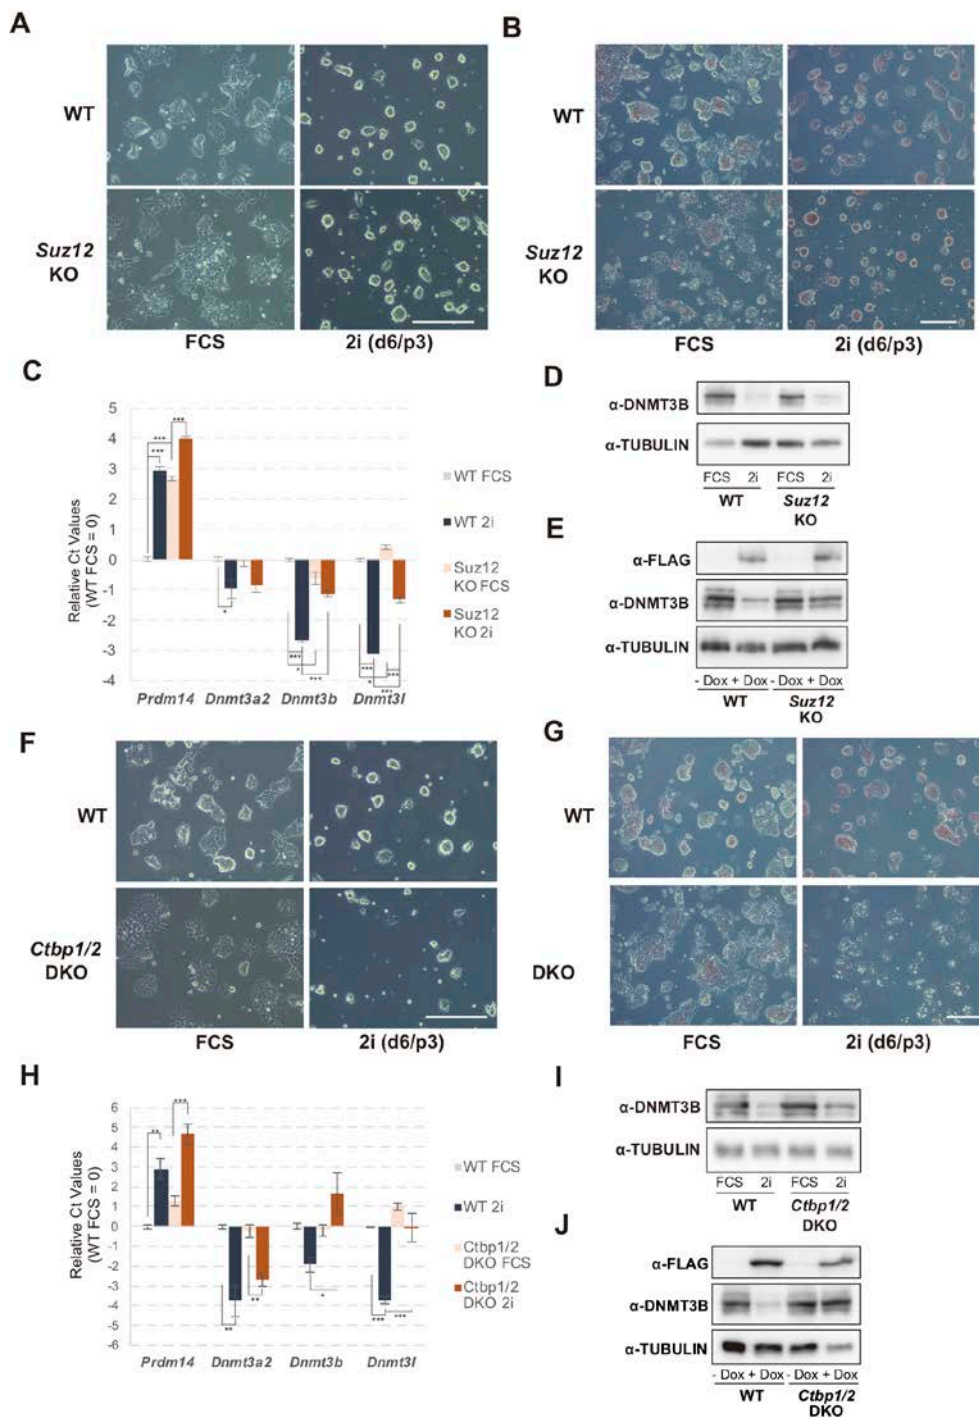 A
B
WT
WT
Suz12
KO
Suz12
KO
FCS
2i (d6/p3)
FCS
2i (d6/p3)
C
5
4
3
2
1
0
-1
-2
-3
-4
Relative Ct Values
(WT FCS = 0)
***
***
***
*
***
*
***
***
*
***
***
Prdm14
Dnmt3a2
Dnmt3b
Dnmt3l
WT FCS
WT 2i
Suz12
KO FCS
Suz12
KO 2i
D
α-DNMT3B
α-TUBULIN
FCS 2i FCS 2i
WT Suz12
KO
E
α-FLAG
α-DNMT3B
α-TUBULIN
- Dox + Dox - Dox + Dox
WT Suz12
KO
F
G
WT
WT
Ctbp1/2
DKO
DKO
FCS
2i (d6/p3)
FCS
2i (d6/p3)
H
6
5
4
3
2
1
0
-1
-2
-3
-4
-5
-6
Relative Ct Values
(WT FCS = 0)
**
***
**
**
*
***
***
Prdm14
Dnmt3a2
Dnmt3b
Dnmt3l
WT FCS
WT 2i
Ctbp1/2
DKO FCS
Ctbp1/2
DKO 2i
I
α-DNMT3B
α-TUBULIN
FCS 2i FCS 2i
WT Ctbp1/2
DKO
J
α-FLAG
α-DNMT3B
α-TUBULIN
- Dox + Dox - Dox + Dox
WT Ctbp1/2
DKO